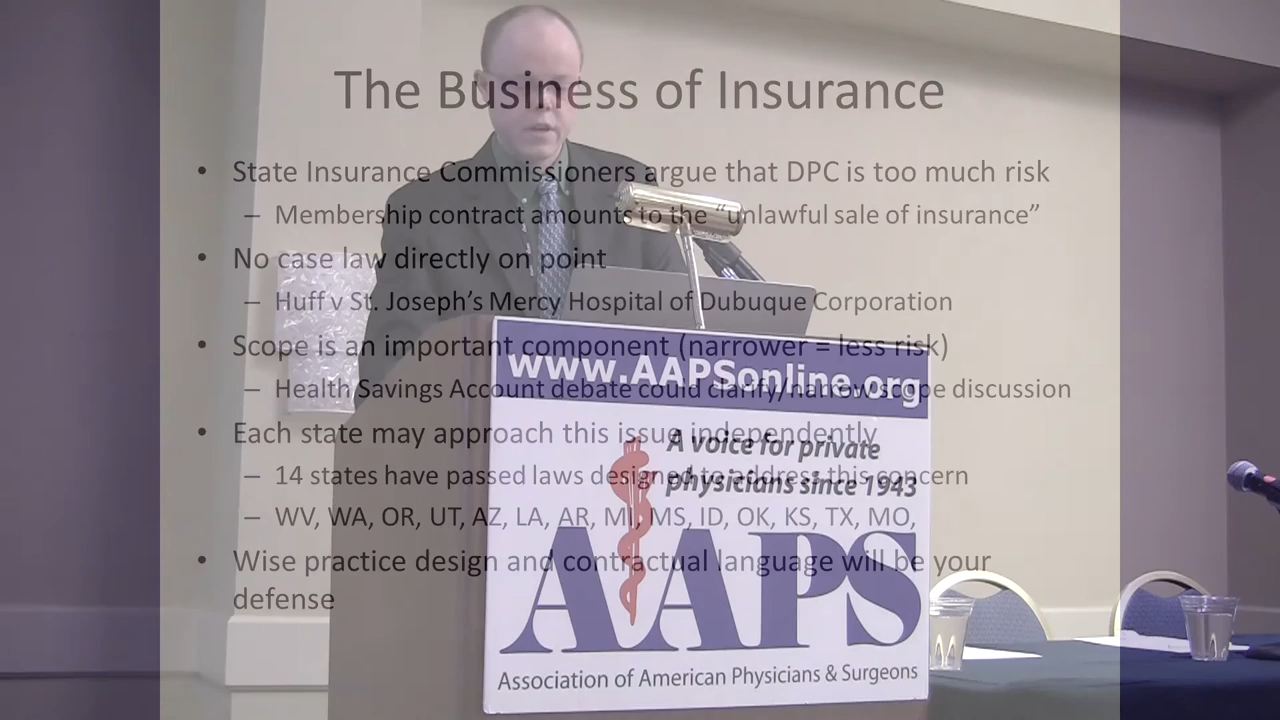 The Business of Insurance
• State Insurance Commissioners argue that DPC is too much risk
– Membership contract amounts to the “unlawful sale of insurance”
• No case law directly on point
– Huff v St. Joseph’s Mercy Hospital of Dubuque Corporation
• Scope is an important component (narrower = less risk)
– Health Savings Account debate could clarify/narrow scope discussion
• Each state may approach this issue independently
– 14 states have passed laws designed to address this concern
– WV, WA, OR, UT, AZ, LA, AR, MI, MS, ID, OK, KS, TX, MO,
• Wise practice design and contractual language will be your
defense
www.AAPSonline.org
A voice for private
physicians since 1943
AAPS
Association of American Physicians & Surgeons